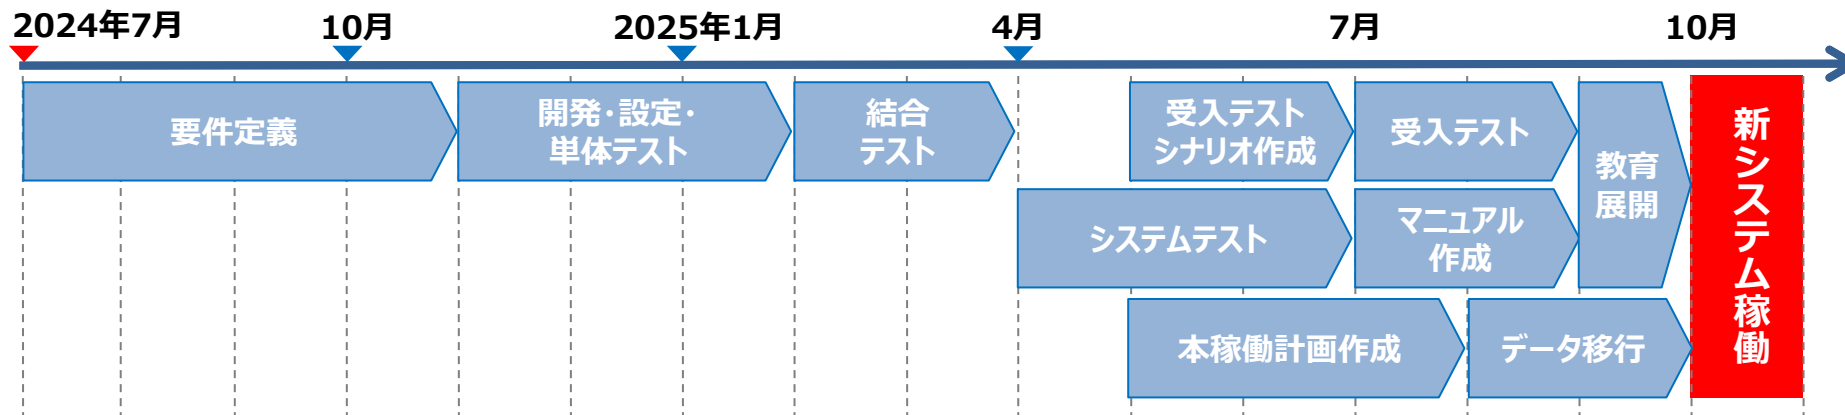 2024年7月
10月
2025年1月
4月
7月
10月
要件定義
開発・設定・
単体テスト
結合
テスト
受入テスト
シナリオ作成
受入テスト
教育
展開
新システム稼働
システムテスト
マニュアル
作成
本稼働計画作成
データ移行